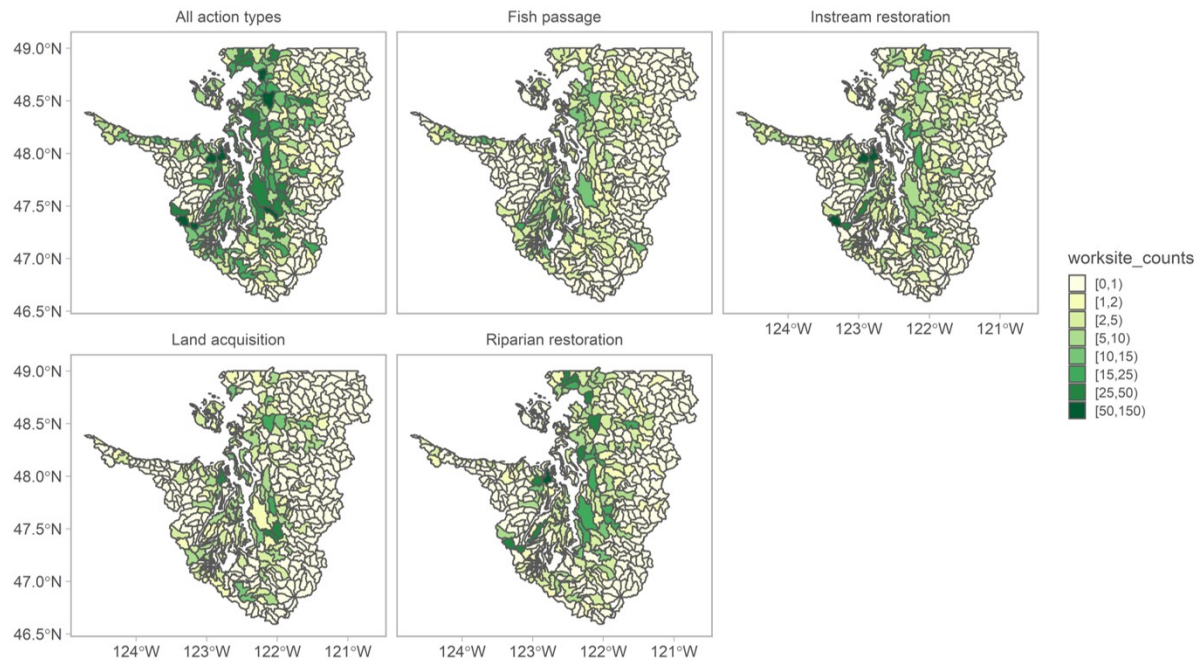 All action types
Fish passage
Instream restoration
49.0°N
48.5°N
48.0°N
47.5°N
47.0°N
46.5°N
124°W 123°W 122°W 121°W
worksite_counts
[0,1)
[1,2)
[2,5)
[5,10)
[10,15)
[15,25)
[25,50)
[50,150)
Land acquisition
Riparian restoration
49.0°N
48.5°N
48.0°N
47.5°N
47.0°N
46.5°N
124°W 123°W 122°W 121°W
124°W 123°W 122°W 121°W